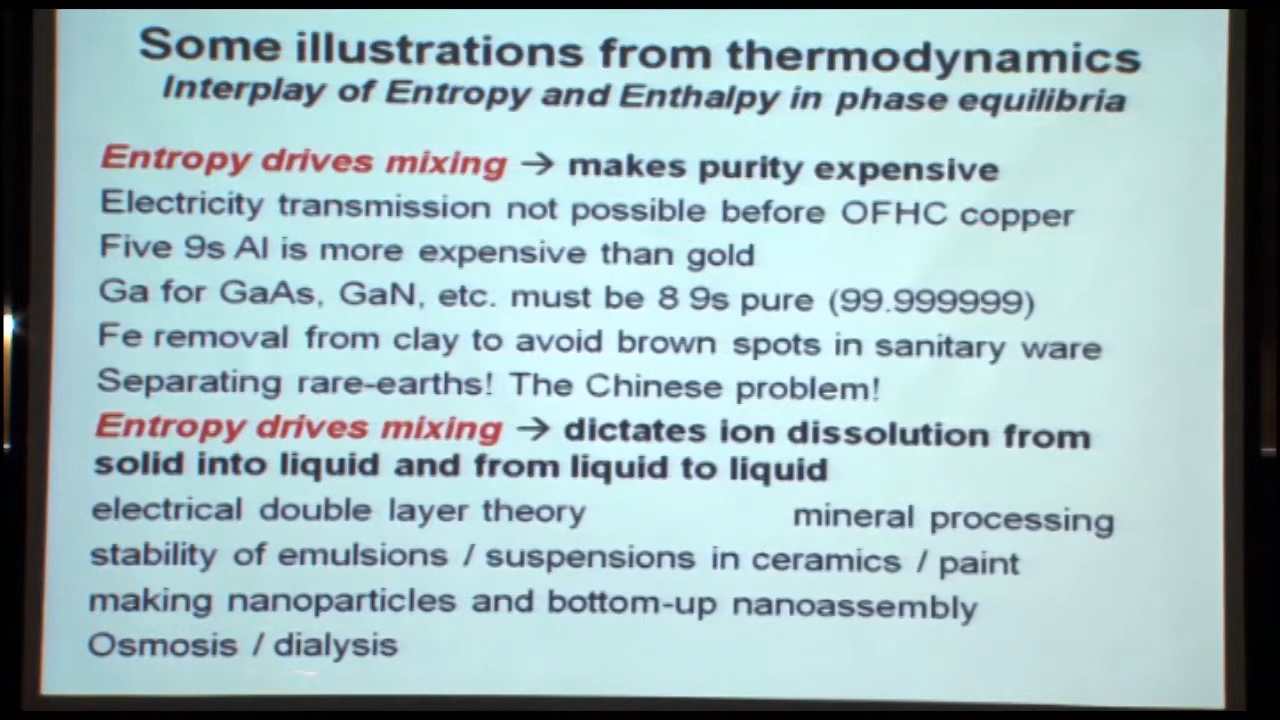 Some illustrations from thermodynamics
Interplay of Entropy and Enthalpy in phase equilibria
Entropy drives mixing → makes purity expensive
Electricity transmission not possible before OFHC copper
Five 9s Al is more expensive than gold
Ga for GaAs, GaN, etc. must be 8 9s pure (99.999999)
Fe removal from clay to avoid brown spots in sanitary ware
Separating rare-earths! The Chinese problem!
Entropy drives mixing → dictates ion dissolution from
solid into liquid and from liquid to liquid
electrical double layer theory mineral processing
stability of emulsions / suspensions in ceramics / paint
making nanoparticles and bottom-up nanoassembly
Osmosis / dialysis